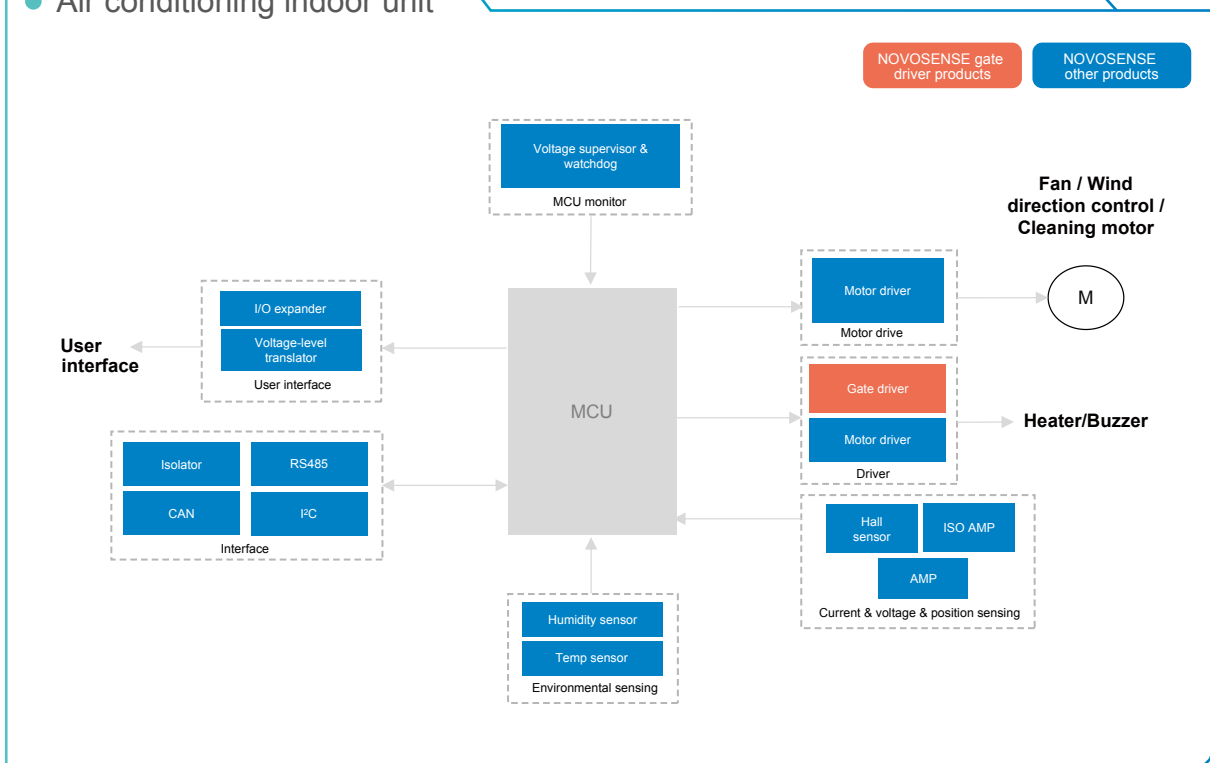 Air conditioning indoor unit
NOVOSENSE gate
driver products
NOVOSENSE
other products
Voltage supervisor &
watchdog
MCU monitor
Fan / Wind
direction control /
Cleaning motor
I/O expander
Voltage-level
translator
User interface
User
interface
MCU
Motor driver
Motor drive
M
Gate driver
Motor driver
Driver
Heater/Buzzer
Isolator
RS485
CAN
I²C
Interface
Hall
sensor
ISO AMP
AMP
Current & voltage & position sensing
Humidity sensor
Temp sensor
Environmental sensing